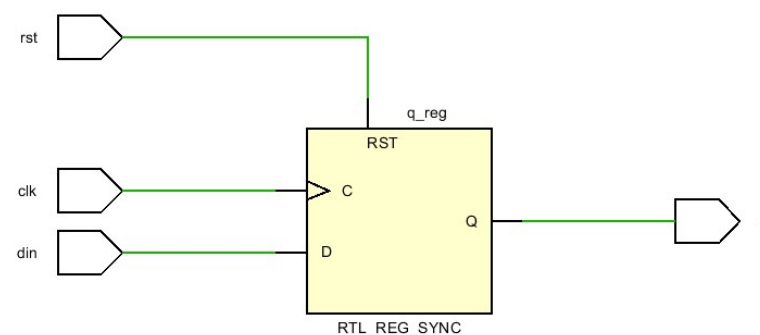 rst
q_reg
RST
clk
C
Q
din
D
RTL_REG_SYNC